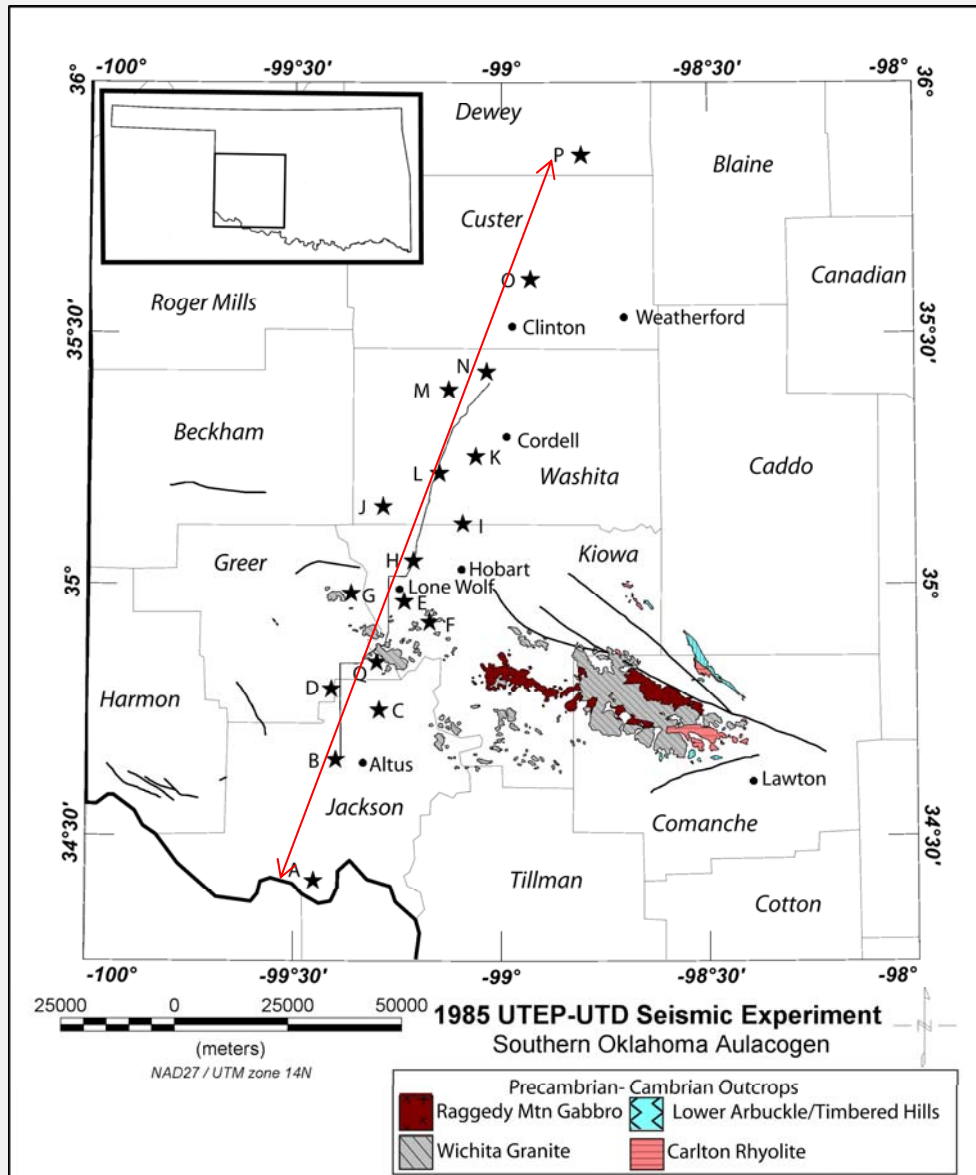 -100° -99°30' -99° -98°30' -98°
36° 36°
Dewey
P
Blaine
Custer
Canadian
O
Roger Mills
Weatherford
Clinton
35°30' 35°30'
N
M
Beckham
Cordell
K
Caddo
L
Washita
J
I
Greer
Kiowa
H
Hobart
35° 35°
Lone Wolf
G
E
F
Q
Harmon
D
C
B
Altus
Lawton
Jackson
Comanche
34°30' 34°30'
A
Tillman
Cotton
-100° -99°30' -99° -98°30' -98°
25000 0 25000 50000
(meters)
NAD27 / UTM zone 14N
1985 UTEP-UTD Seismic Experiment
Southern Oklahoma Aulacogen
N
Precambrian- Cambrian Outcrops
Raggedy Mtn Gabbro
Lower Arbuckle/Timbered Hills
Wichita Granite
Carlton Rhyolite